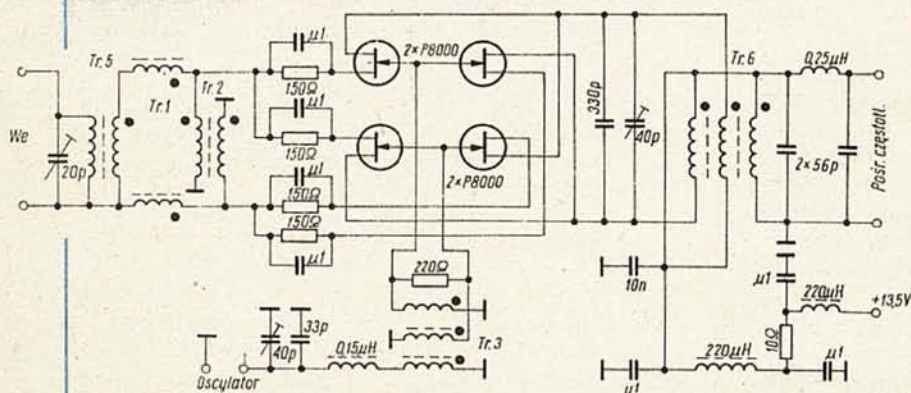 We
20p
Tr.5
Tr.1
Tr.2
μ1
150Ω
μ1
150Ω
μ1
150Ω
150Ω
μ1
2×P8000
2×P8000
220Ω
Tr.3
330p
40p
Tr.6
0,25μH
2×56p
Pośr. częstotl.
10n
μ1
220μH
+13,5V
10Ω
220μH
μ1
μ1
40p
33p
0,15μH
Oscylator